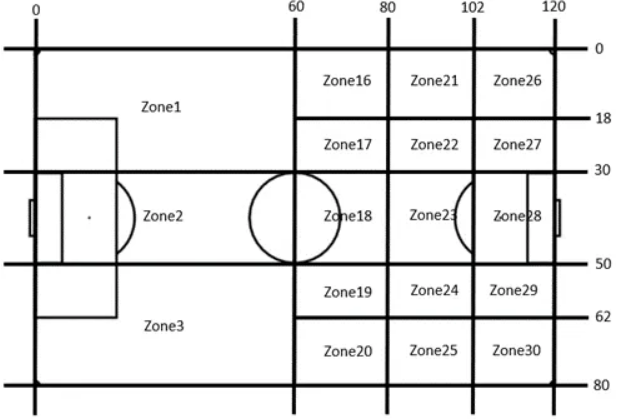 0 60 80 102 120
0
Zone16 Zone21 Zone26
Zone1
18
Zone17 Zone22 Zone27
30
Zone2 Zone18 Zone23 Zone28
50
Zone19 Zone24 Zone29
62
Zone3
Zone20 Zone25 Zone30
80